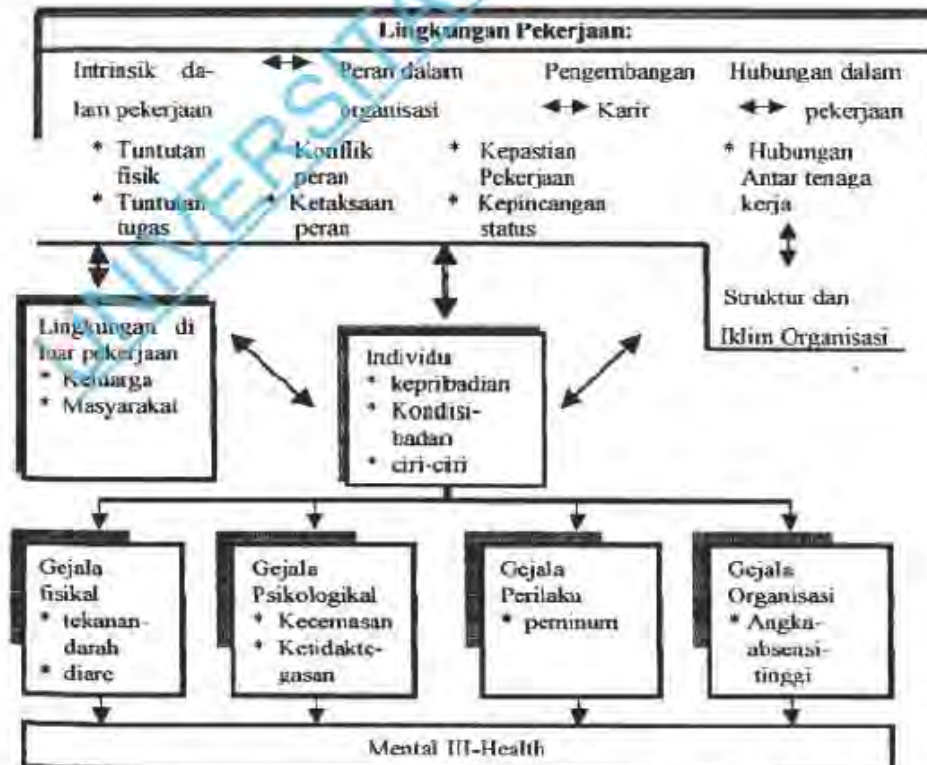 UNIVERSITA
Lingkungan Pekerjaan:
Intrinsik da-
lam pekerjaan
* Tuntutan
fisik
* Tuntutan
tugas
Peran dalam
organisasi
* Konflik
peran
* Ketaksaan
peran
Pengembangan
Karir
* Kepastian
Pekerjaan
* Kepincangan
status
Hubungan dalam
pekerjaan
* Hubungan
Antar tenaga
kerja
Struktur dan
Iklim Organisasi
Lingkungan di
luar pekerjaan
* Keluarga
* Masyarakat
Individu
* kepribadian
* Kondisi-
badan
* ciri-ciri
Gejala
fisikal
* tekanan-
darah
* diare
Gejala
Psikologikal
* Kecemasan
* Ketidakte-
gasan
Gejala
Perilaku
* peminum
Gejala
Organisasi
* Angka-
absensi-
tinggi
Mental Ill-Health